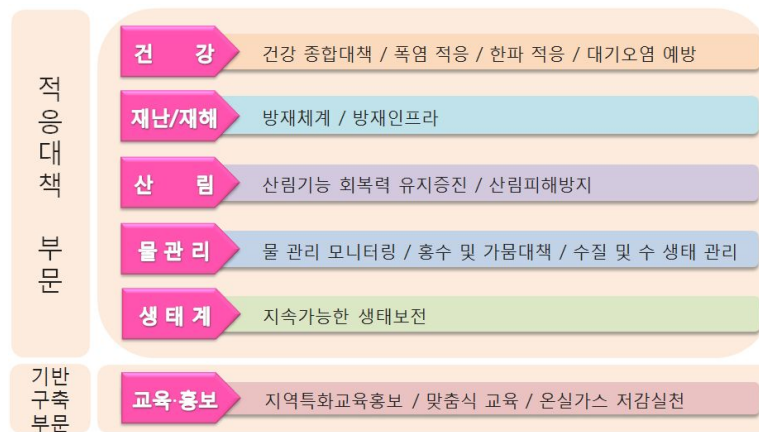 적응대책 부문
건 강
건강 종합대책 / 폭염 적응 / 한파 적응 / 대기오염 예방
재난/재해
방재체계 / 방재인프라
산 림
산림기능 회복력 유지증진 / 산림피해방지
물 관 리
물 관리 모니터링 / 홍수 및 가뭄대책 / 수질 및 수 생태 관리
생 태 계
지속가능한 생태보전
기반
구축
부문
교육·홍보
지역특화교육홍보 / 맞춤식 교육 / 온실가스 저감실천